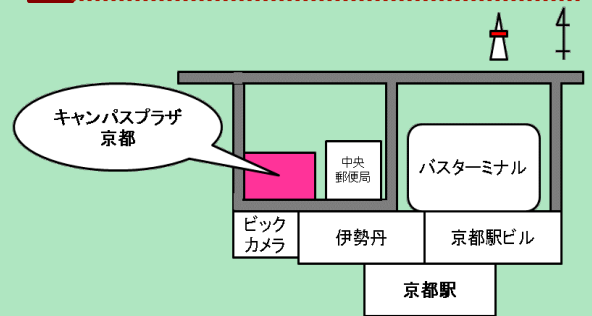 キャンパスプラザ
京都
中央
郵便局
バスターミナル
ビック
カメラ
伊勢丹
京都駅ビル
京都駅